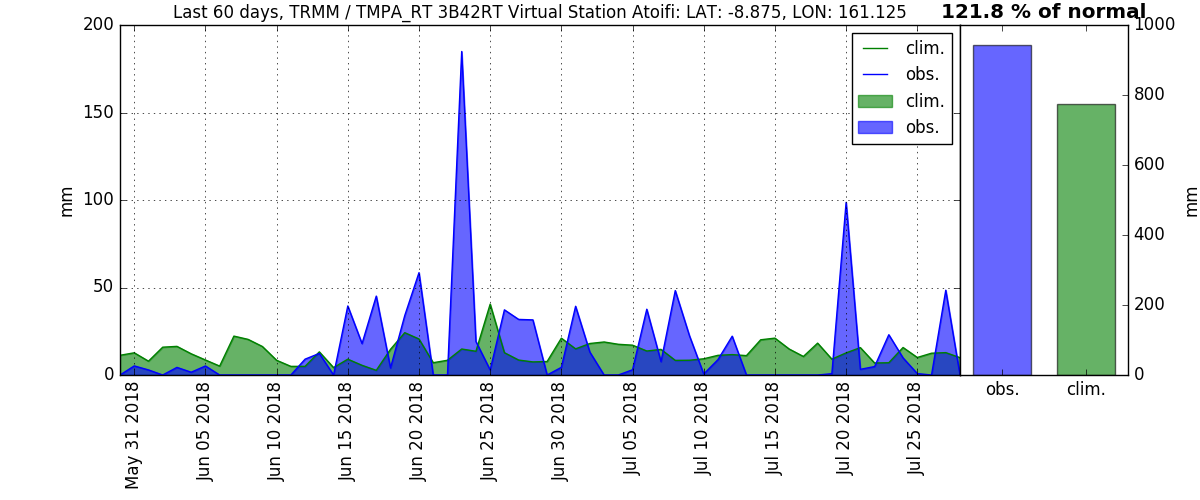 Last 60 days, TRMM / TMPA_RT 3B42RT Virtual Station Atoifi: LAT: -8.875, LON: 161.125
121.8 % of normal
200
150
100
50
0
mm
clim.
obs.
clim.
obs.
1000
800
600
400
200
0
mm
obs.
clim.
May 31 2018
Jun 05 2018
Jun 10 2018
Jun 15 2018
Jun 20 2018
Jun 25 2018
Jun 30 2018
Jul 05 2018
Jul 10 2018
Jul 15 2018
Jul 20 2018
Jul 25 2018